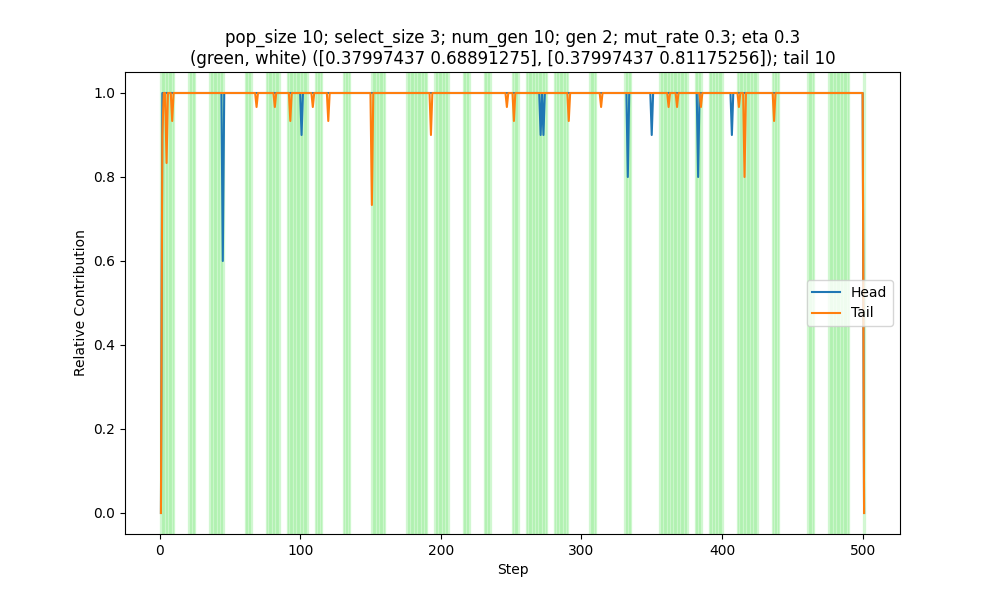 pop_size 10; select_size 3; num_gen 10; gen 2; mut_rate 0.3; eta 0.3
(green, white) ([0.37997437 0.68891275], [0.37997437 0.81175256]); tail 10
1.0
0.8
0.6
0.4
0.2
0.0
Relative Contribution
Head
Tail
0
100
200
300
400
500
Step